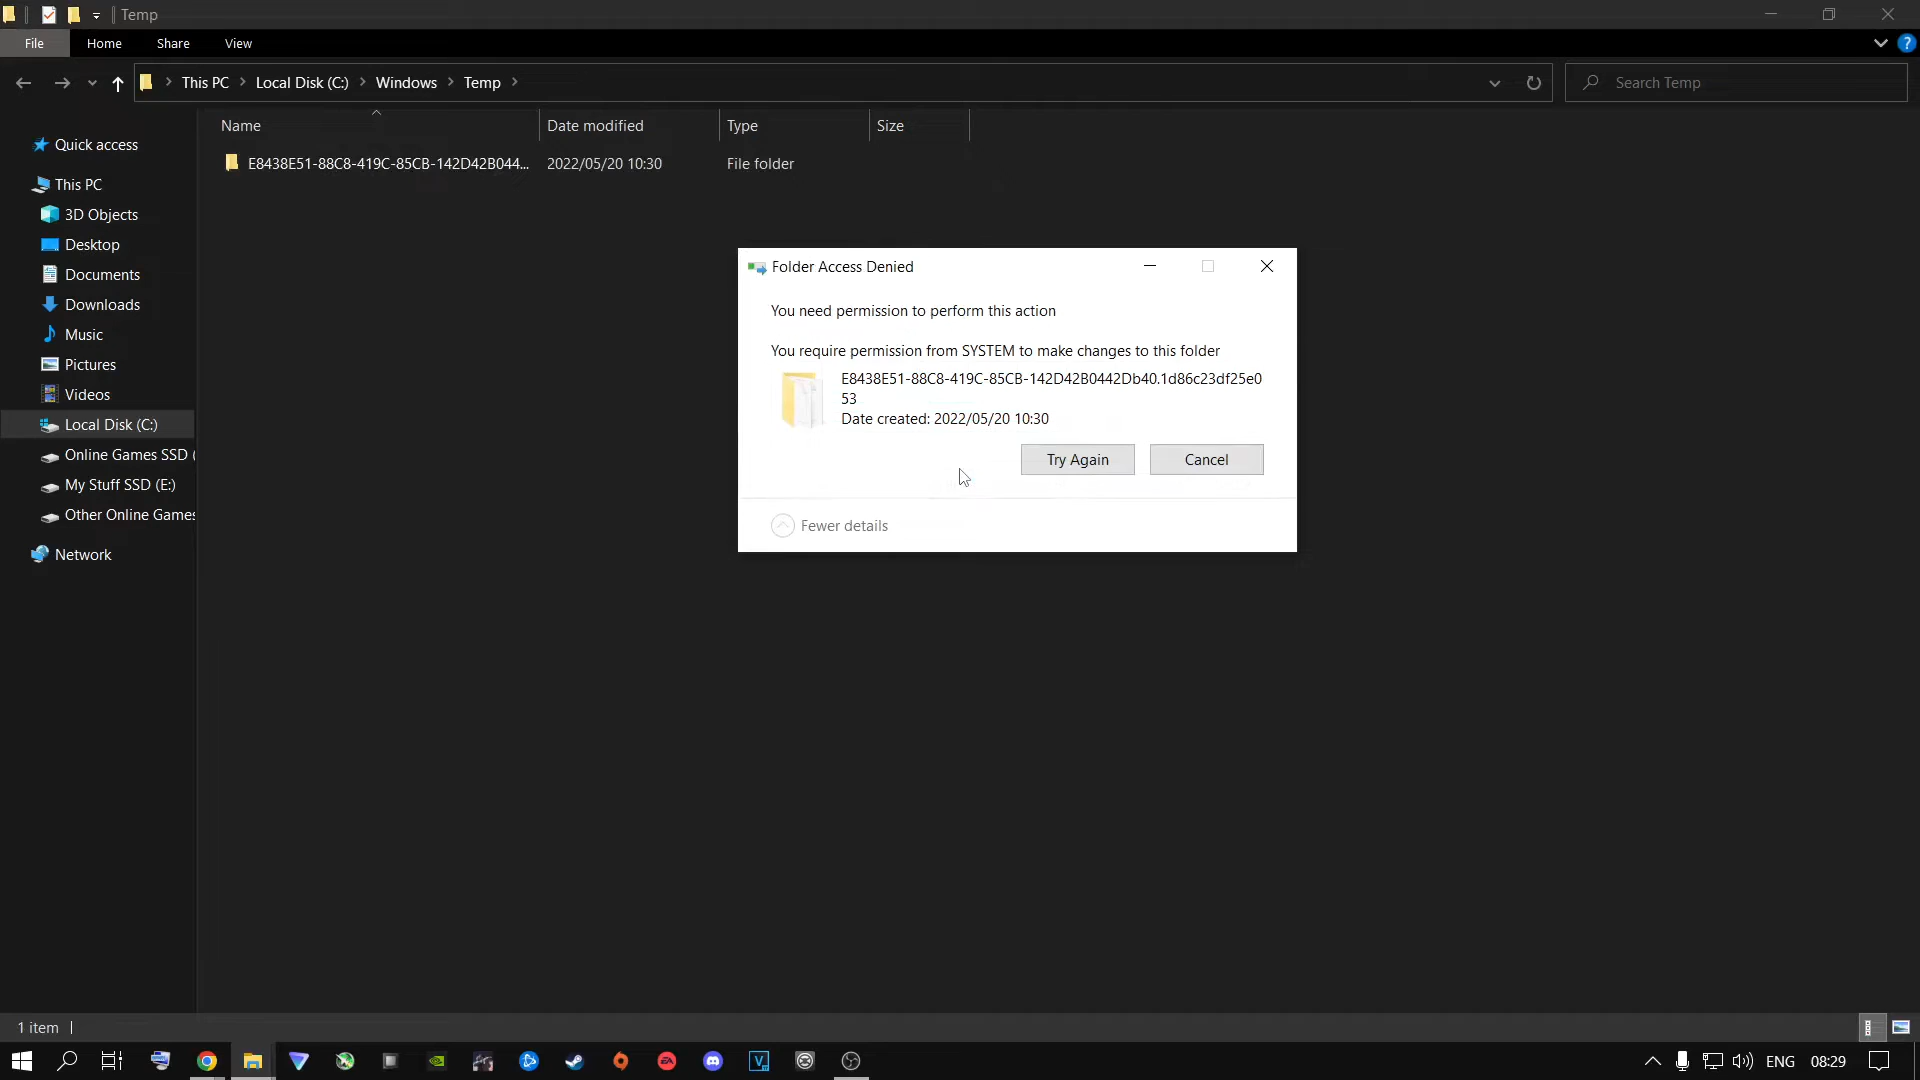 Temp
File Home Share View
This PC Local Disk (C:) Windows Temp
Search Temp
Name Date modified Type Size
E8438E51-88C8-419C-85CB-142D42B044... 2022/05/20 10:30 File folder
Quick access
This PC
3D Objects
Desktop
Documents
Downloads
Music
Pictures
Videos
Local Disk (C:)
Online Games SSD (
My Stuff SSD (E:)
Other Online Games
Network
Folder Access Denied
You need permission to perform this action
You require permission from SYSTEM to make changes to this folder
E8438E51-88C8-419C-85CB-142D42B0442Db40.1d86c23df25e0
53
Date created: 2022/05/20 10:30
Try Again Cancel
Fewer details
1 item
ENG 08:29